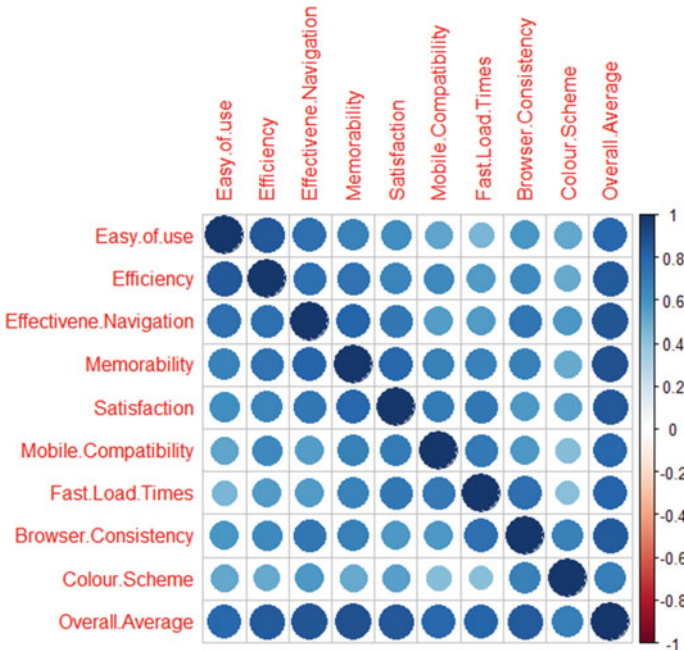 Easy.of.use
Efficiency
Effectivene.Navigation
Memorability
Satisfaction
Mobile.Compatibility
Fast.Load.Times
Browser.Consistency
Colour.Scheme
Overall.Average
Easy.of.use
Efficiency
Effectivene.Navigation
Memorability
Satisfaction
Mobile.Compatibility
Fast.Load.Times
Browser.Consistency
Colour.Scheme
Overall.Average
1
0.8
0.6
0.4
0.2
0
-0.2
-0.4
-0.6
-0.8
-1